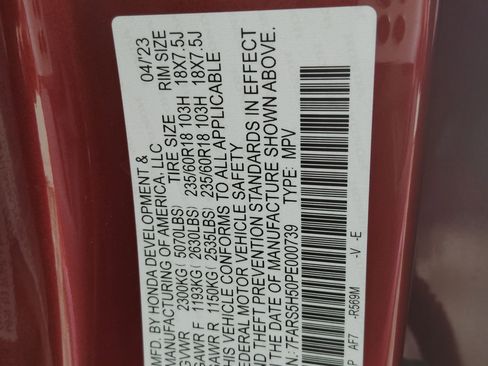 MFD. BY HONDA DEVELOPMENT & 04/'23
MANUFACTURING OF AMERICA, LLC
GVWR 2300KG( 5070LBS) TIRE SIZE RIM SIZE
GAWR F 1193KG( 2630LBS) 235/60R18 103H 18X7.5J
GAWR R 1150KG( 2535LBS) 235/60R18 103H 18X7.5J
THIS VEHICLE CONFORMS TO ALL APPLICABLE
FEDERAL MOTOR VEHICLE SAFETY
AND THEFT PREVENTION STANDARDS IN EFFECT
ON THE DATE OF MANUFACTURE SHOWN ABOVE.
VIN: 7FARS5H50PE000739 TYPE: MPV
P AF7 -R569M -V -E